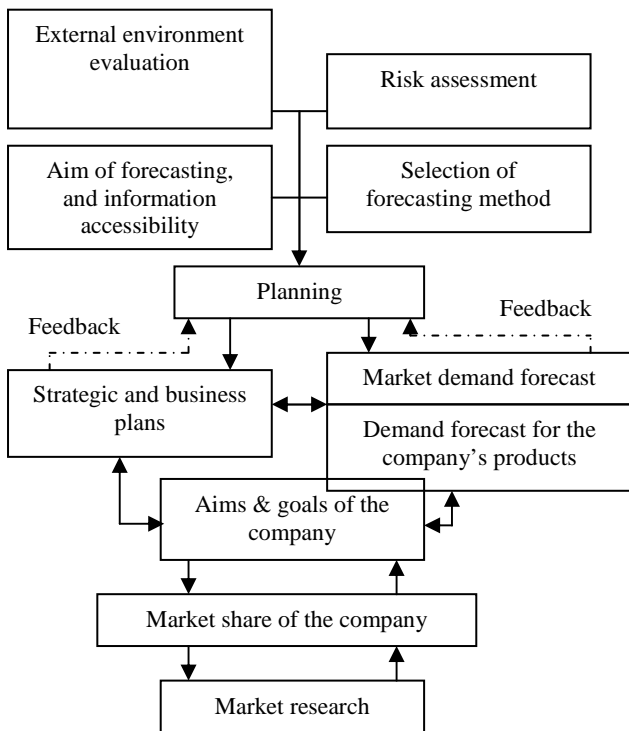 External environment
evaluation
Risk assessment
Aim of forecasting,
and information
accessibility
Selection of
forecasting method
Planning
Feedback
Feedback
Strategic and business
plans
Market demand forecast
Demand forecast for the
company’s products
Aims & goals of the
company
Market share of the company
Market research